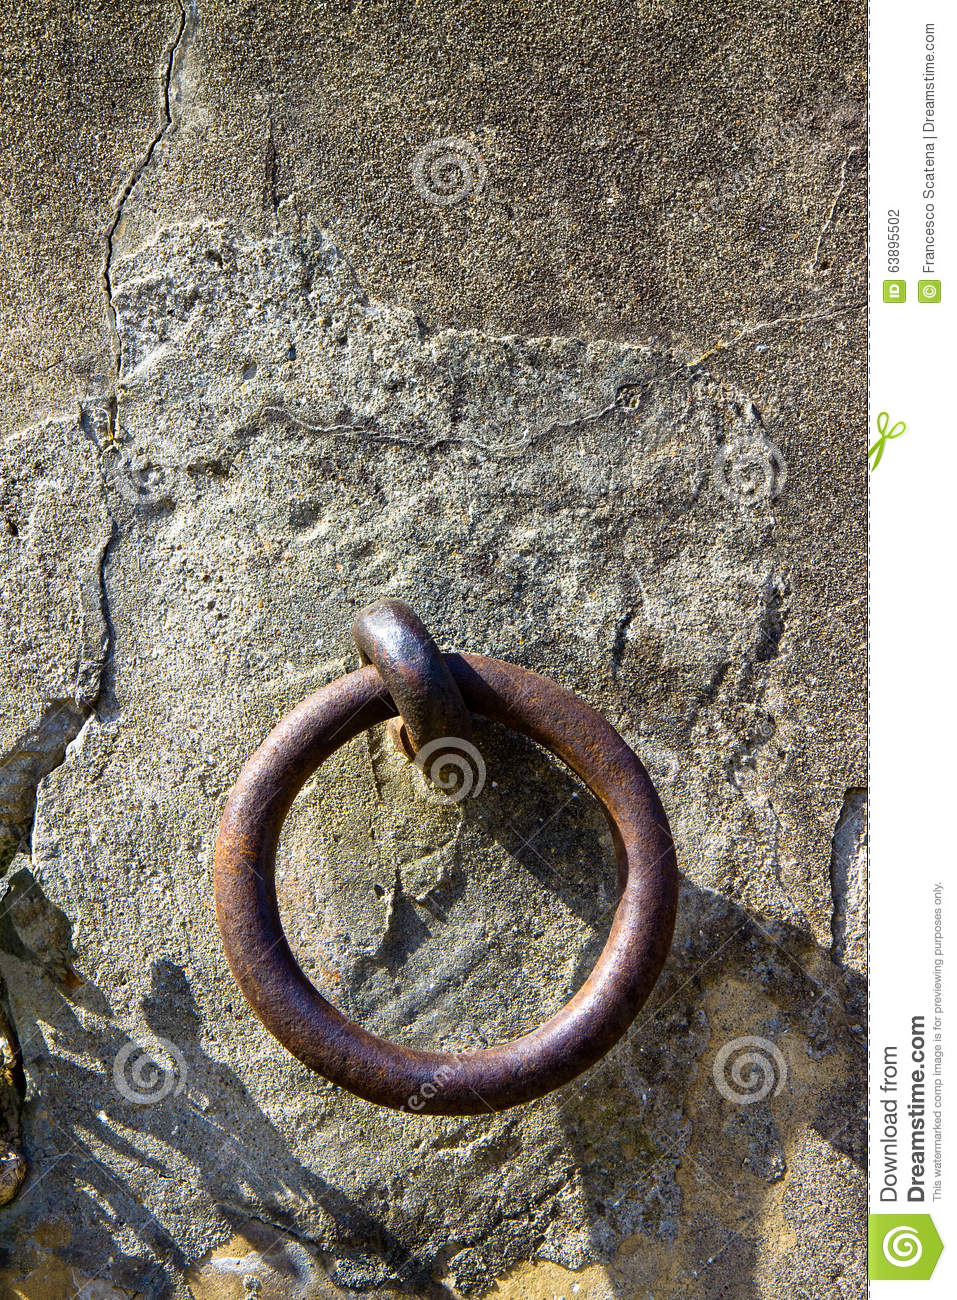 ID 63895502
© Francesco Scatena | Dreamstime.com
Download from
Dreamstime.com
This watermarked comp image is for previewing purposes only.
dreamstime